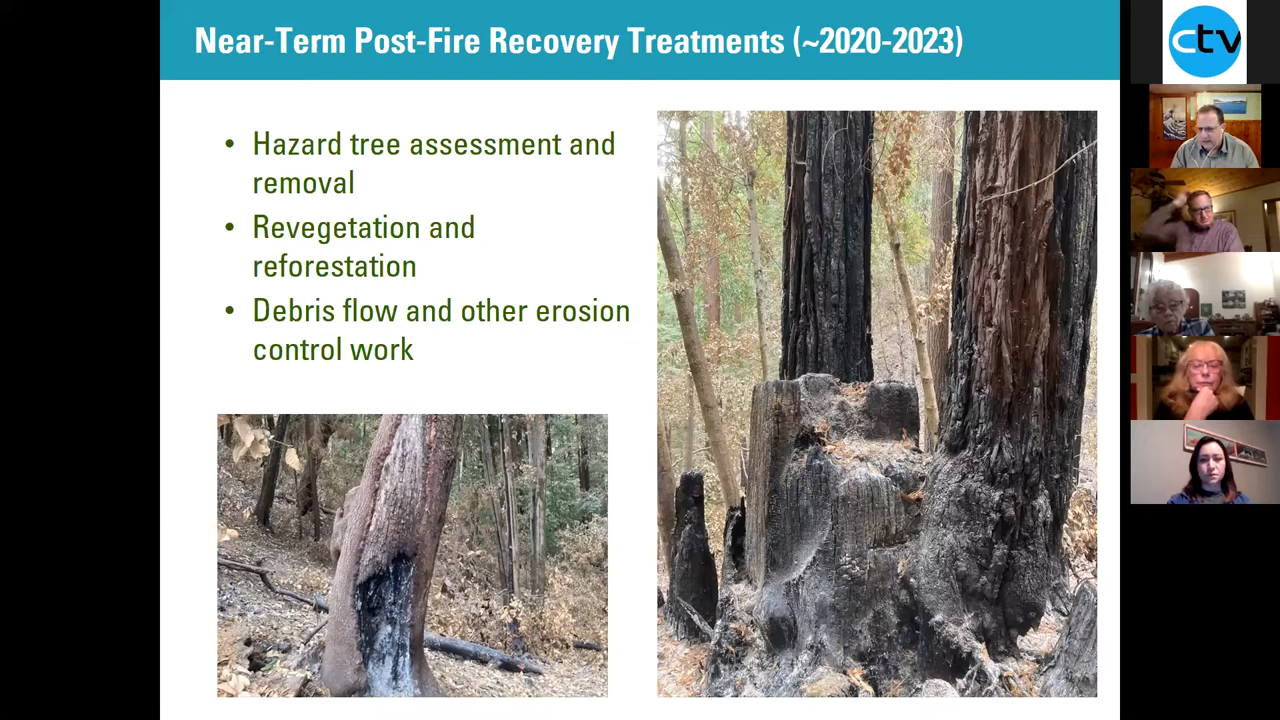 Near-Term Post-Fire Recovery Treatments (~2020-2023)
• Hazard tree assessment and
removal
• Revegetation and
reforestation
• Debris flow and other erosion
control work
ctv